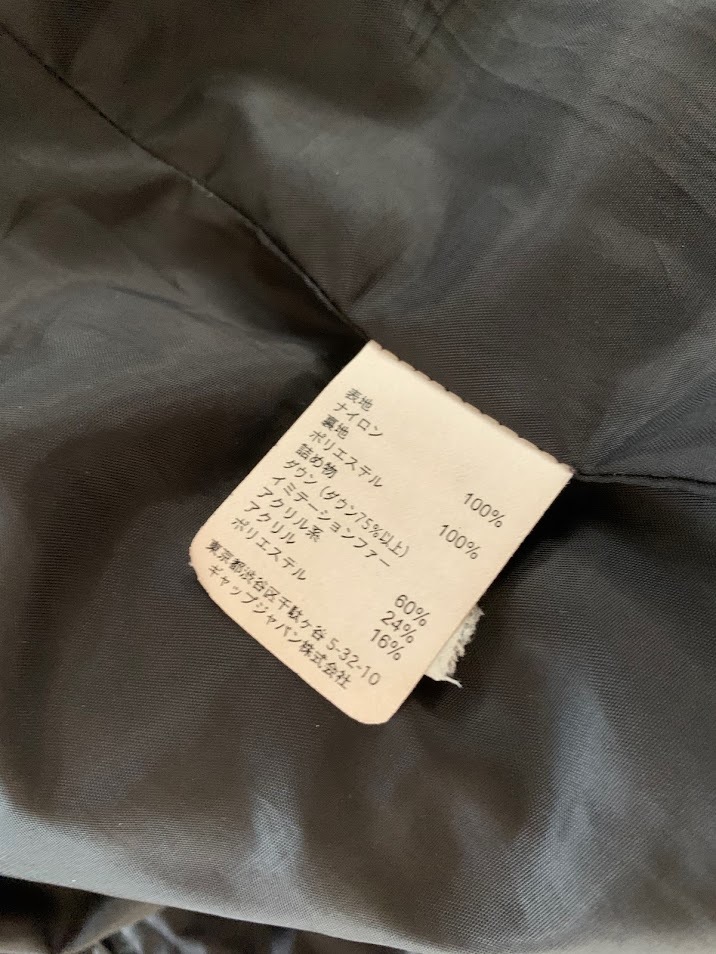 表地
ナイロン 100%
裏地
ポリエステル 100%
詰め物
ダウン（ダウン75%以上）
イミテーションファー
アクリル系 60%
アクリル 24%
ポリエステル 16%
東京都渋谷区千駄ヶ谷 5-32-10
ギャップジャパン株式会社